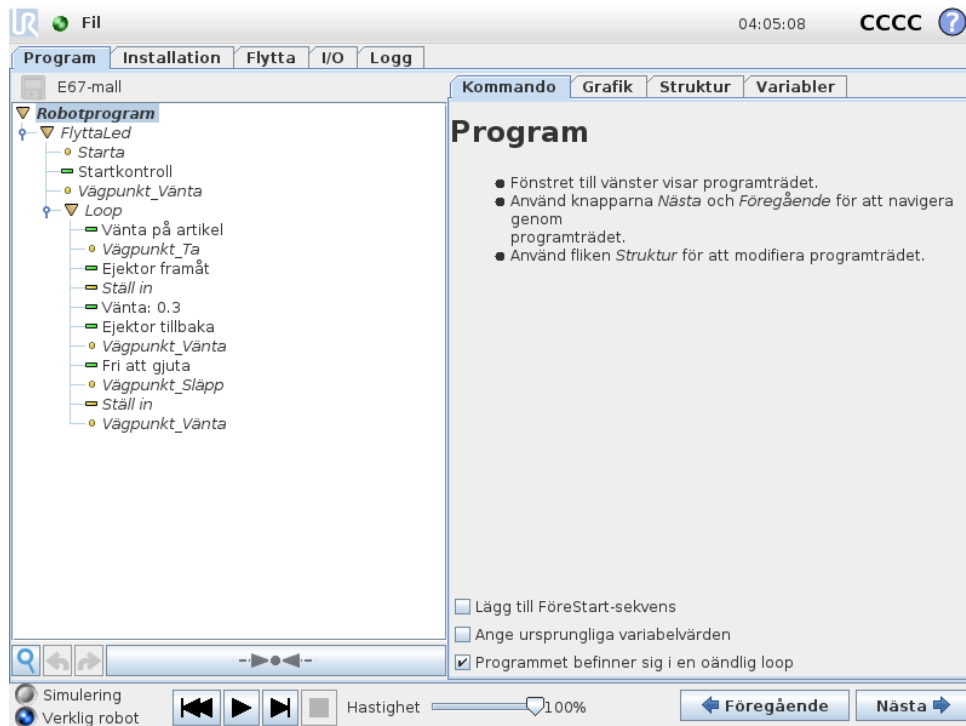 UR Fil 04:05:08 CCCC ?
Program Installation Flytta I/O Logg
E67-mall
Robotprogram
FlyttaLed
Starta
Startkontroll
Vägpunkt_Vänta
Loop
Vänta på artikel
Vägpunkt_Ta
Ejektor framåt
Ställ in
Vänta: 0.3
Ejektor tillbaka
Vägpunkt_Vänta
Fri att gjuta
Vägpunkt_Släpp
Ställ in
Vägpunkt_Vänta
Kommando Grafik Struktur Variabler
Program
Fönstret till vänster visar programträdet.
Använd knapparna Nästa och Föregående för att navigera
genom
programträdet.
Använd fliken Struktur för att modifiera programträdet.
Lägg till FöreStart-sekvens
Ange ursprungliga variabelvärden
Programmet befinner sig i en oändlig loop
Simulering
Verklig robot
Hastighet 100%
Föregående Nästa